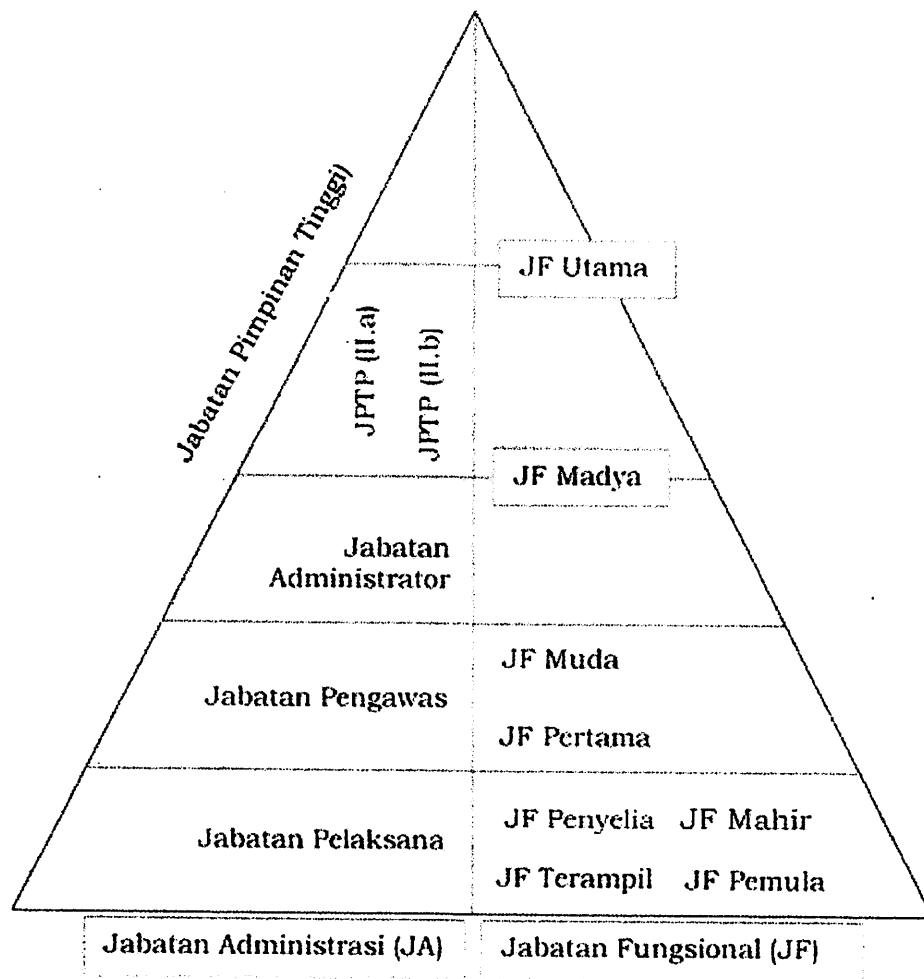 Jabatan Pimpinan Tinggi)
JF Utama
JPTP (II.a)
JPTP (II.b)
JF Madya
Jabatan
Administrator
JF Muda
Jabatan Pengawas
JF Pertama
JF Penyelia JF Mahir
Jabatan Pelaksana
JF Terampil JF Pemula
Jabatan Administrasi (JA)
Jabatan Fungsional (JF)